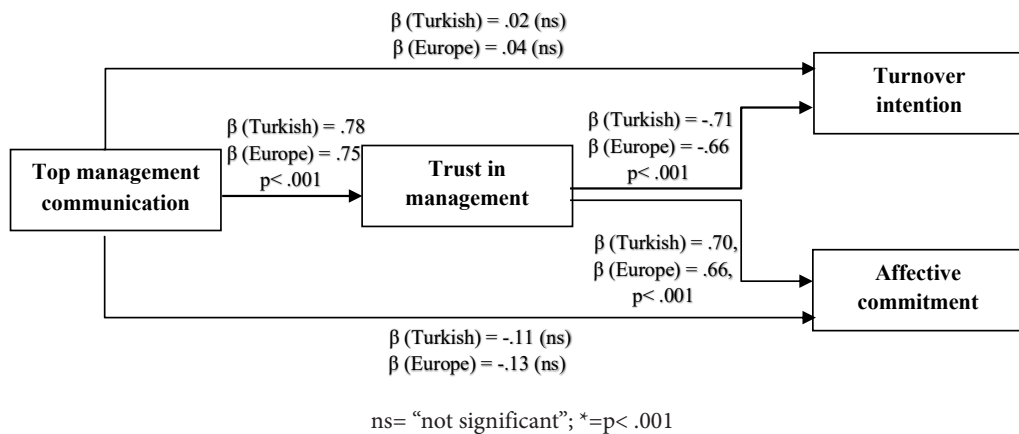 β (Turkish) = .02 (ns)
β (Europe) = .04 (ns)
Turnover
intention
β (Turkish) = .78
β (Europe) = .75
p< .001
β (Turkish) = -.71
β (Europe) = -.66
p< .001
Top management
communication
Trust in
management
β (Turkish) = .70,
β (Europe) = .66,
p< .001
Affective
commitment
β (Turkish) = -.11 (ns)
β (Europe) = -.13 (ns)
ns= “not significant”; *=p< .001